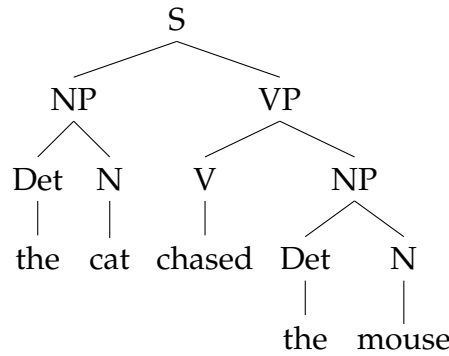 S
NP VP
Det N V NP
the cat chased Det N
the mouse